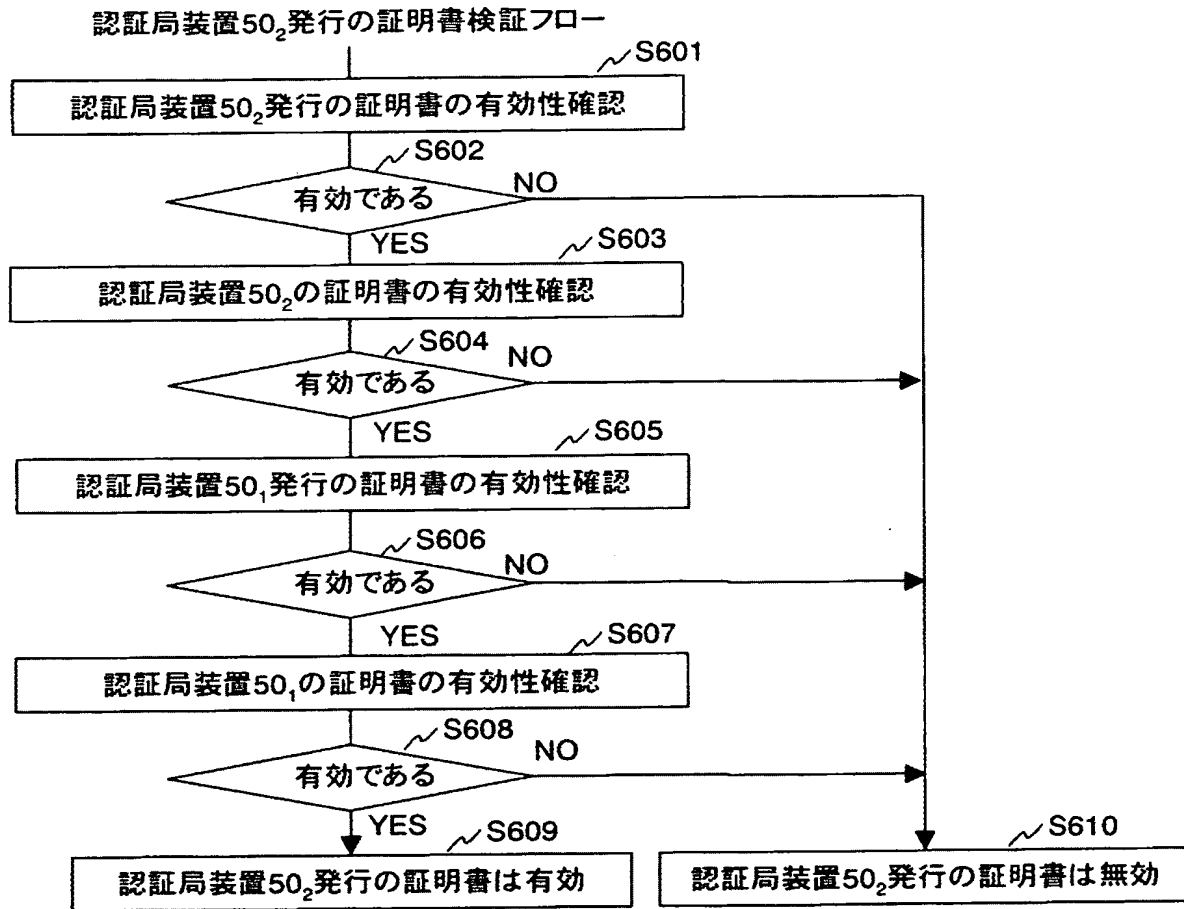 認証局装置50₂発行の証明書検証フロー
S601
認証局装置50₂発行の証明書の有効性確認
S602
有効である
NO
YES
S603
認証局装置50₂の証明書の有効性確認
S604
有効である
NO
YES
S605
認証局装置50₁発行の証明書の有効性確認
S606
有効である
NO
YES
S607
認証局装置50₁の証明書の有効性確認
S608
有効である
NO
YES
S609
認証局装置50₂発行の証明書は有効
S610
認証局装置50₂発行の証明書は無効